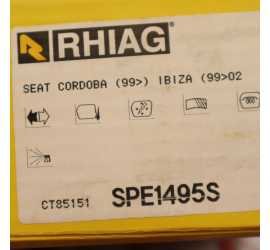 RHIAG
SEAT CORDOBA (99>) IBIZA (99>02
CT85151 SPE1495S